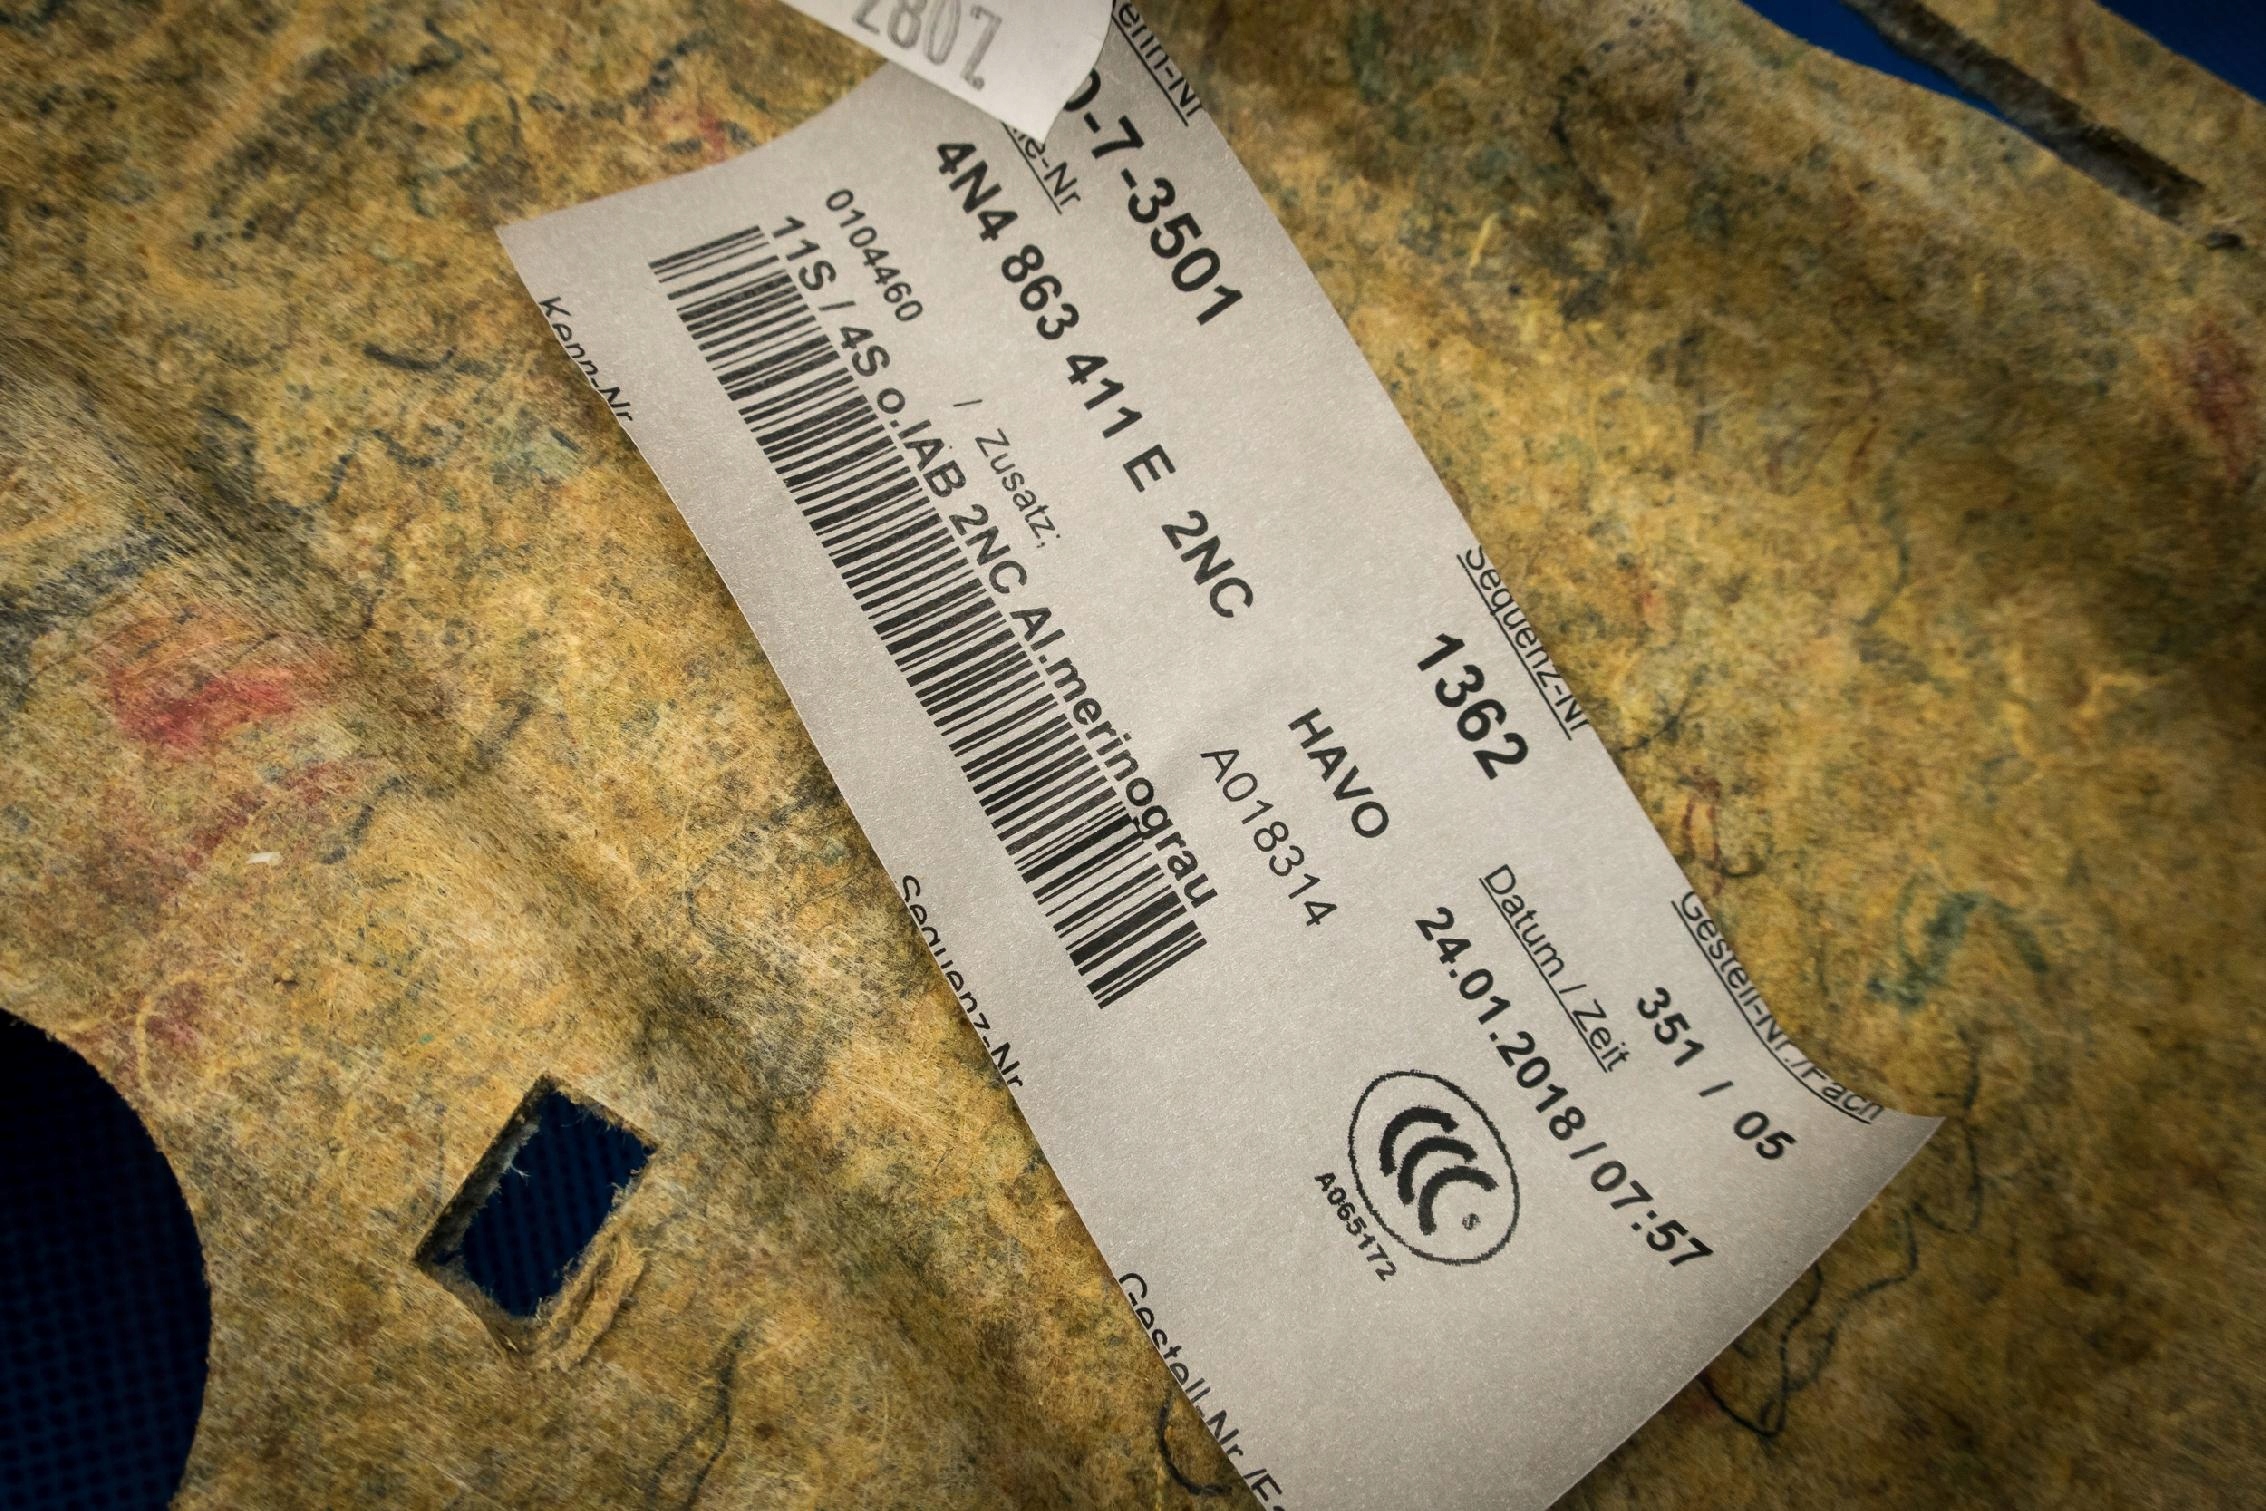 2807
Kenn-Nr
0-7-3501
Sequenz-Nr
1362
Gestell-Nr./Fach
351 / 05
4N4 863 411 E 2NC
HAVO
Datum / Zeit
24.01.2018 / 07:57
0104460
/ Zusatz;
A018314
11S / 4S o.IAB 2NC Al.merinograu
CCC S
A065172
Kenn-Nr
Sequenz-Nr
Gestell-Nr